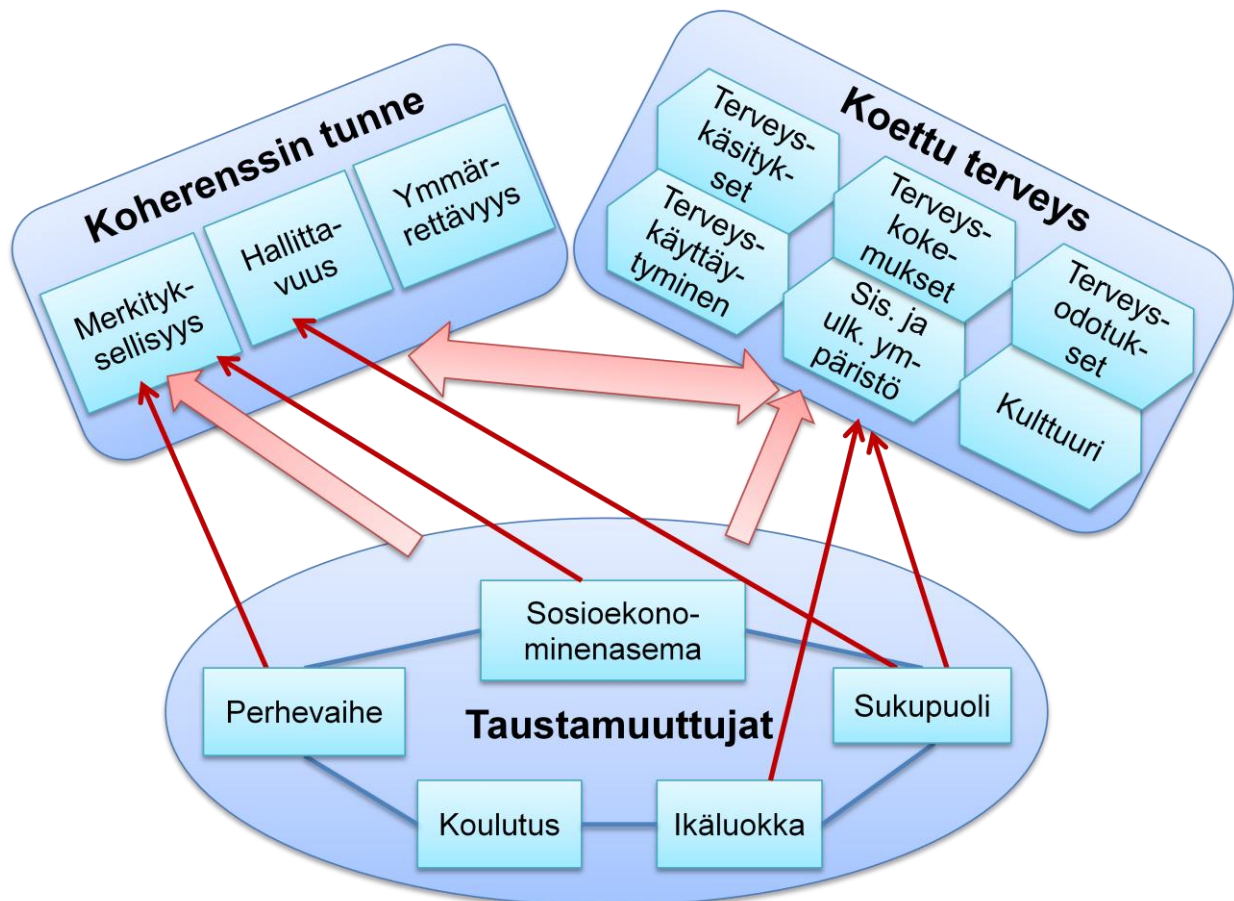 Koherenssin tunne
Merkityk-
sellisyys
Hallitta-
vuus
Ymmär-
rettävyys
Koettu terveys
Terveys-
käsityk-
set
Terveys-
käyttäy-
tyminen
Terveys-
koke-
mukset
Sis. ja
ulk. ym-
päristö
Terveys-
odotuk-
set
Kulttuuri
Sosioekono-
minenasema
Perhevaihe
Sukupuoli
Taustamuuttujat
Koulutus
Ikäluokka